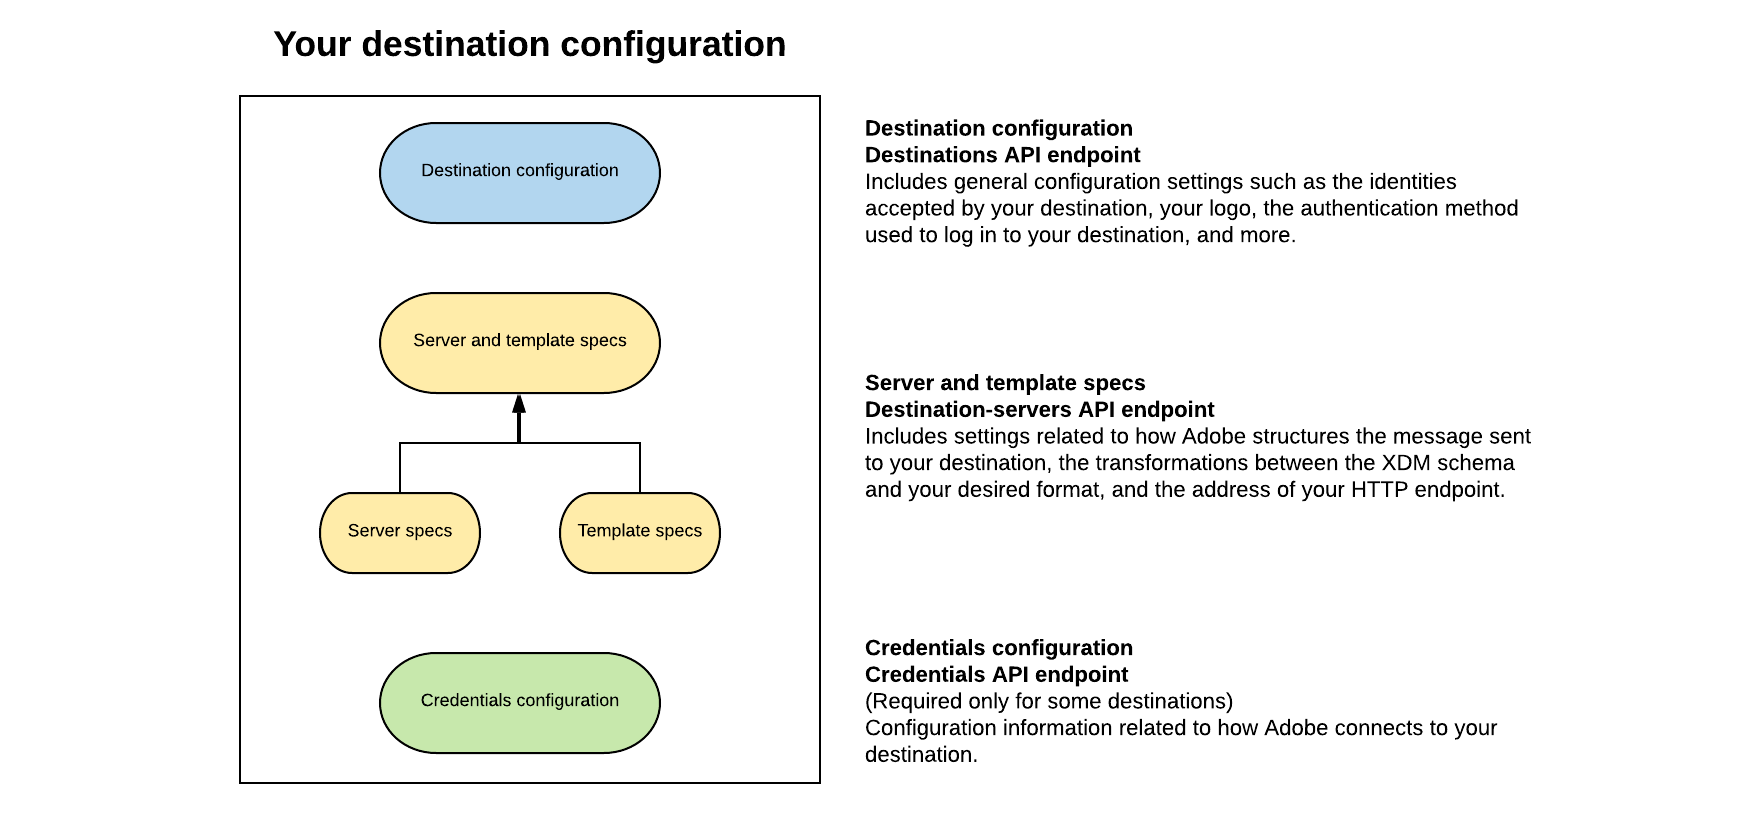 Your destination configuration
Destination configuration
Server and template specs
Server specs
Template specs
Credentials configuration
Destination configuration
Destinations API endpoint
Includes general configuration settings such as the identities
accepted by your destination, your logo, the authentication method
used to log in to your destination, and more.
Server and template specs
Destination-servers API endpoint
Includes settings related to how Adobe structures the message sent
to your destination, the transformations between the XDM schema
and your desired format, and the address of your HTTP endpoint.
Credentials configuration
Credentials API endpoint
(Required only for some destinations)
Configuration information related to how Adobe connects to your
destination.